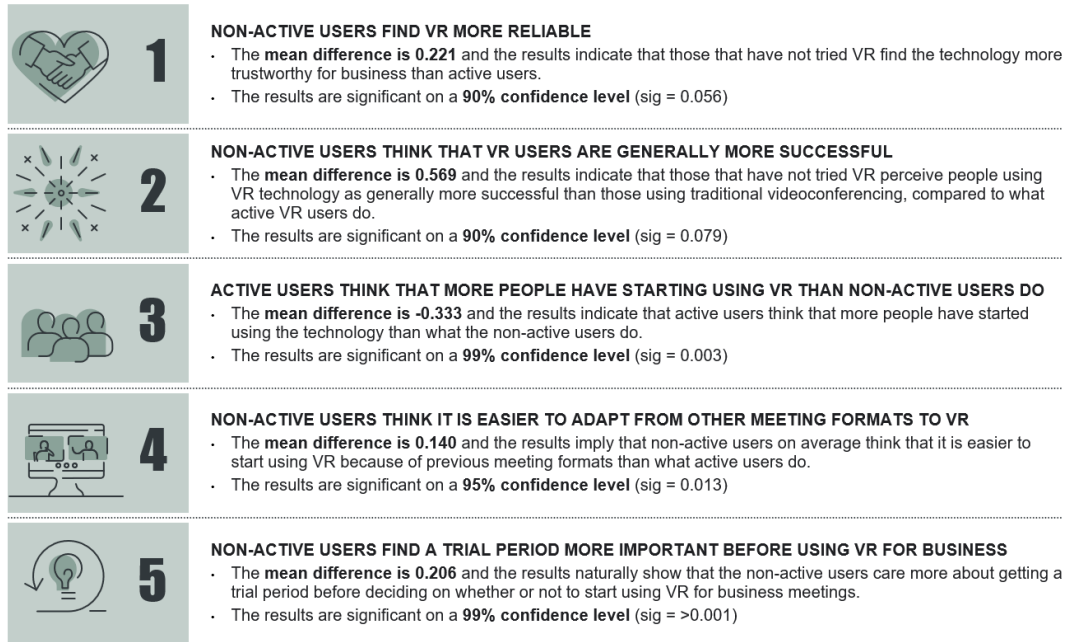 1
NON-ACTIVE USERS FIND VR MORE RELIABLE
• The mean difference is 0.221 and the results indicate that those that have not tried VR find the technology more
trustworthy for business than active users.
• The results are significant on a 90% confidence level (sig = 0.056)
2
NON-ACTIVE USERS THINK THAT VR USERS ARE GENERALLY MORE SUCCESSFUL
• The mean difference is 0.569 and the results indicate that those that have not tried VR perceive people using
VR technology as generally more successful than those using traditional videoconferencing, compared to what
active VR users do.
• The results are significant on a 90% confidence level (sig = 0.079)
3
ACTIVE USERS THINK THAT MORE PEOPLE HAVE STARTING USING VR THAN NON-ACTIVE USERS DO
• The mean difference is -0.333 and the results indicate that active users think that more people have started
using the technology than what the non-active users do.
• The results are significant on a 99% confidence level (sig = 0.003)
4
NON-ACTIVE USERS THINK IT IS EASIER TO ADAPT FROM OTHER MEETING FORMATS TO VR
• The mean difference is 0.140 and the results imply that non-active users on average think that it is easier to
start using VR because of previous meeting formats than what active users do.
• The results are significant on a 95% confidence level (sig = 0.013)
5
NON-ACTIVE USERS FIND A TRIAL PERIOD MORE IMPORTANT BEFORE USING VR FOR BUSINESS
• The mean difference is 0.206 and the results naturally show that the non-active users care more about getting a
trial period before deciding on whether or not to start using VR for business meetings.
• The results are significant on a 99% confidence level (sig = >0.001)